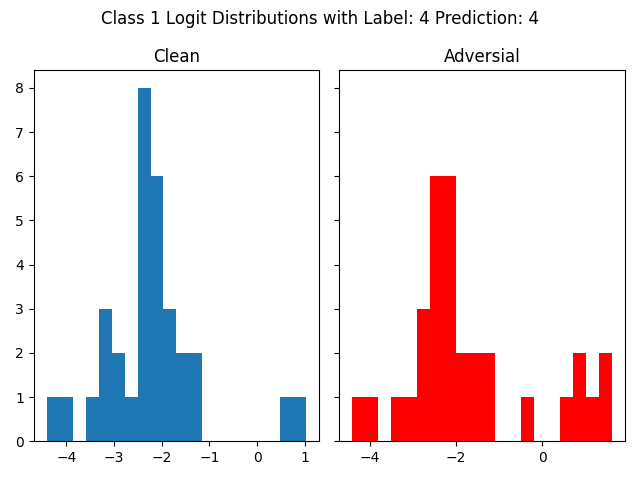 Class 1 Logit Distributions with Label: 4 Prediction: 4
Clean
Adversial
8
7
6
5
4
3
2
1
0
−4 −3 −2 −1 0 1
−4 −2 0